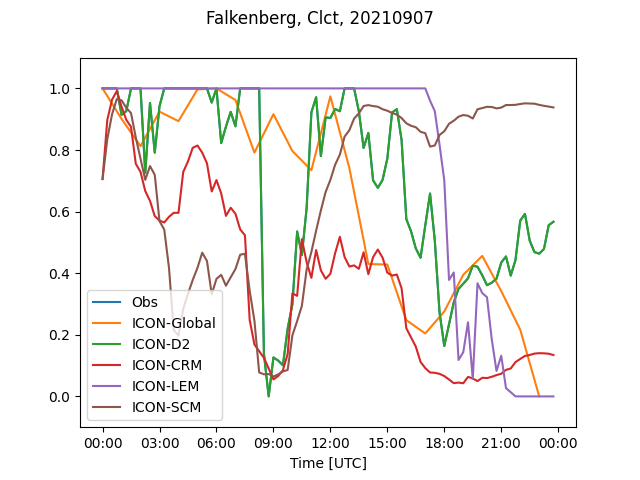 Falkenberg, Clct, 20210907
1.0
0.8
0.6
0.4
0.2
0.0
Obs
ICON-Global
ICON-D2
ICON-CRM
ICON-LEM
ICON-SCM
00:00 03:00 06:00 09:00 12:00 15:00 18:00 21:00 00:00
Time [UTC]